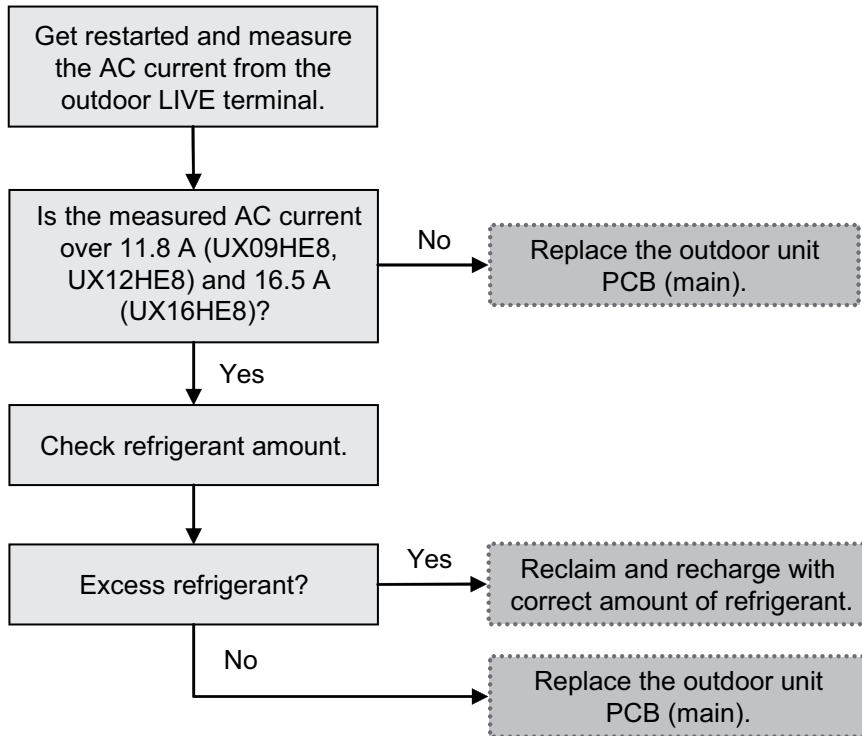 Get restarted and measure
the AC current from the
outdoor LIVE terminal.
Is the measured AC current
over 11.8 A (UX09HE8,
UX12HE8) and 16.5 A
(UX16HE8)?
No
Replace the outdoor unit
PCB (main).
Yes
Check refrigerant amount.
Excess refrigerant?
Yes
Reclaim and recharge with
correct amount of refrigerant.
No
Replace the outdoor unit
PCB (main).